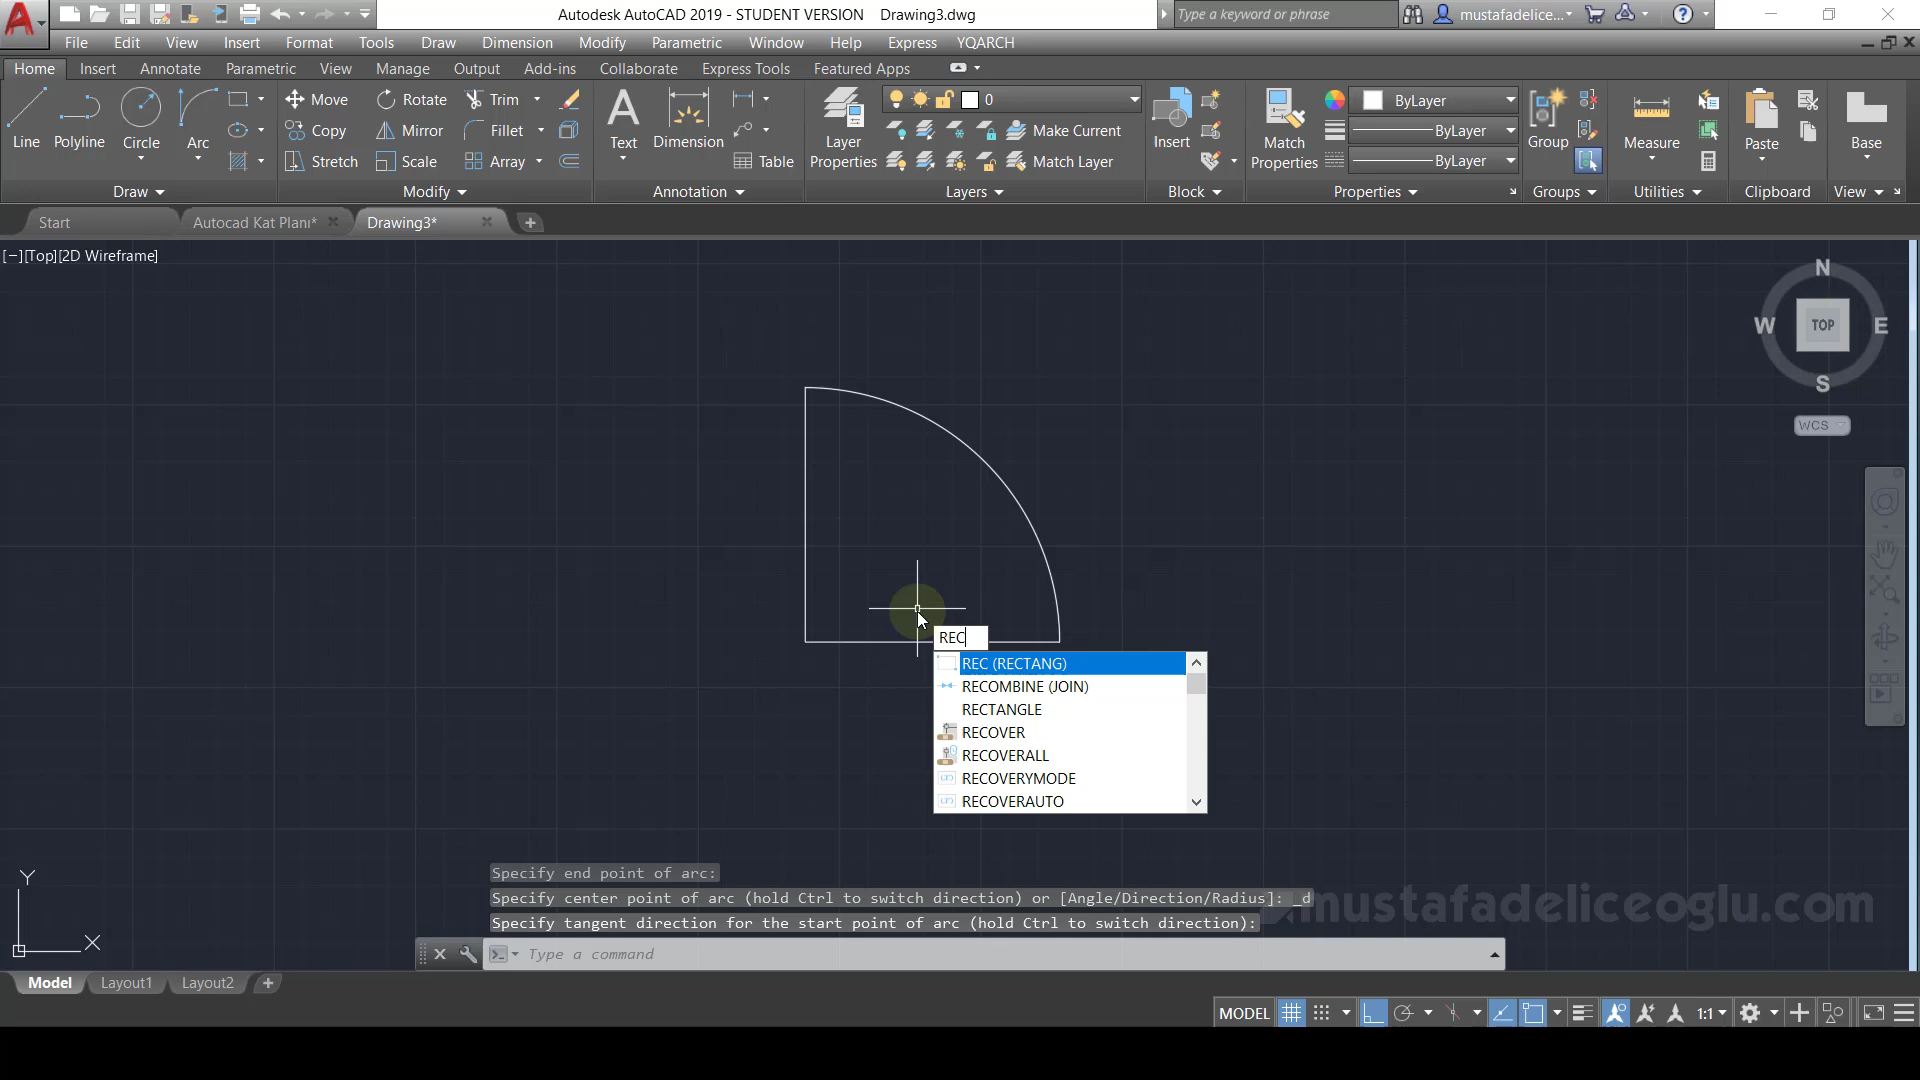 Autodesk AutoCAD 2019 - STUDENT VERSION Drawing3.dwg
Type a keyword or phrase
mustafadelice...
File Edit View Insert Format Tools Draw Dimension Modify Parametric Window Help Express YQARCH
Home Insert Annotate Parametric View Manage Output Add-ins Collaborate Express Tools Featured Apps
Line Polyline Circle Arc
Move Rotate Trim
Copy Mirror Fillet
Stretch Scale Array
Text Dimension Table
Layer Properties
0
Make Current
Match Layer
Insert
Match Properties
ByLayer
ByLayer
ByLayer
Group
Measure
Paste
Base
Draw Modify Annotation Layers Block Properties Groups Utilities Clipboard View
Start Autocad Kat Planı* Drawing3*
[−][Top][2D Wireframe]
N
W TOP E
S
WCS
REC
REC (RECTANG)
RECOMBINE (JOIN)
RECTANGLE
RECOVER
RECOVERALL
RECOVERYMODE
RECOVERAUTO
Specify end point of arc:
Specify center point of arc (hold Ctrl to switch direction) or [Angle/Direction/Radius]: _d
Specify tangent direction for the start point of arc (hold Ctrl to switch direction):
mustafadeliceoglu.com
Y
X
Type a command
Model Layout1 Layout2
MODEL 1:1